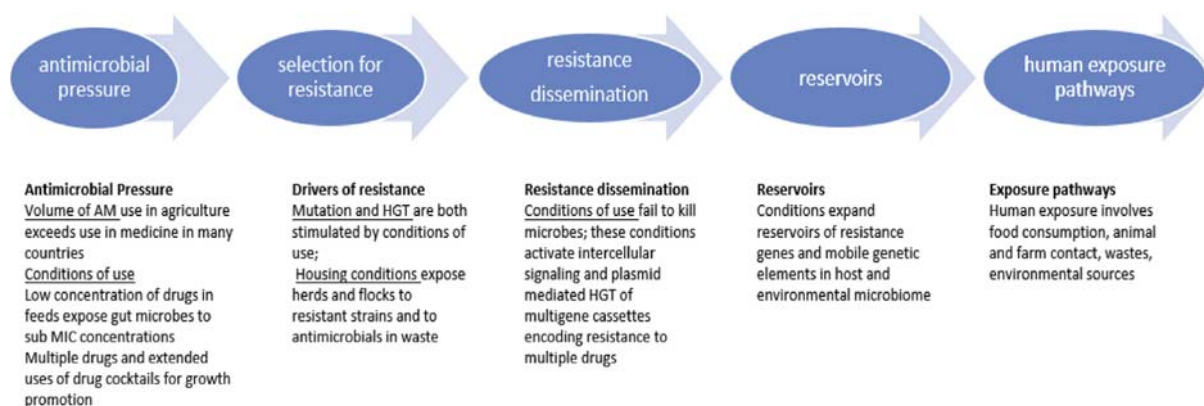 antimicrobial
pressure
selection for
resistance
resistance
dissemination
reservoirs
human exposure
pathways
Antimicrobial Pressure
Volume of AM use in agriculture
exceeds use in medicine in many
countries
Conditions of use
Low concentration of drugs in
feeds expose gut microbes to
sub MIC concentrations
Multiple drugs and extended
uses of drug cocktails for growth
promotion
Drivers of resistance
Mutation and HGT are both
stimulated by conditions of
use;
Housing conditions expose
herds and flocks to
resistant strains and to
antimicrobials in waste
Resistance dissemination
Conditions of use fail to kill
microbes; these conditions
activate intercellular
signaling and plasmid
mediated HGT of
multigene cassettes
encoding resistance to
multiple drugs
Reservoirs
Conditions expand
reservoirs of resistance
genes and mobile genetic
elements in host and
environmental microbiome
Exposure pathways
Human exposure involves
food consumption, animal
and farm contact, wastes,
environmental sources